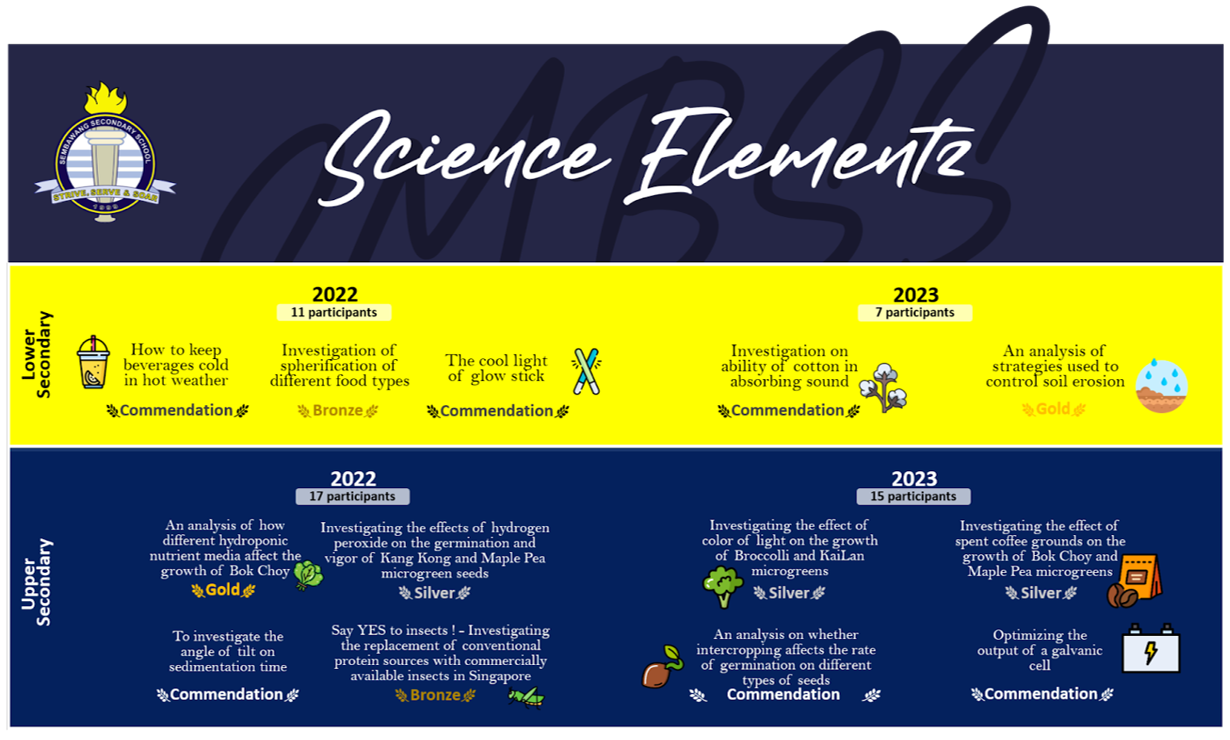 MBSS
SEMBAWANG SECONDARY SCHOOL
STRIVE, SERVE & SOAR
1999
Science Elementz
Lower
Secondary
2022
11 participants
How to keep
beverages cold
in hot weather
Commendation
Investigation of
spherification of
different food types
Bronze
The cool light
of glow stick
Commendation
2023
7 participants
Investigation on
ability of cotton in
absorbing sound
Commendation
An analysis of
strategies used to
control soil erosion
Gold
Upper
Secondary
2022
17 participants
An analysis of how
different hydroponic
nutrient media affect the
growth of Bok Choy
Gold
Investigating the effects of hydrogen
peroxide on the germination and
vigor of Kang Kong and Maple Pea
microgreen seeds
Silver
To investigate the
angle of tilt on
sedimentation time
Commendation
Say YES to insects ! - Investigating
the replacement of conventional
protein sources with commercially
available insects in Singapore
Bronze
2023
15 participants
Investigating the effect of
color of light on the growth
of Broccolli and KaiLan
microgreens
Silver
Investigating the effect of
spent coffee grounds on the
growth of Bok Choy and
Maple Pea microgreens
Silver
An analysis on whether
intercropping affects the rate
of germination on different
types of seeds
Commendation
Optimizing the
output of a galvanic
cell
Commendation